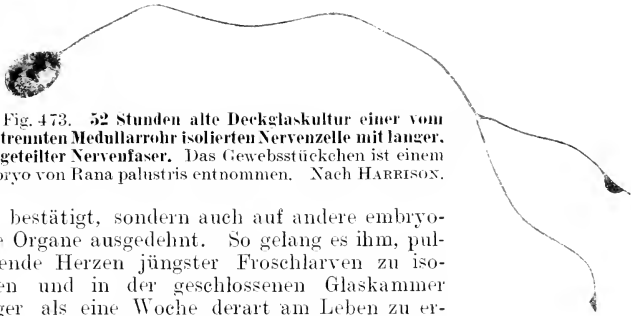 Fig. 473. 52 Stunden alte Deckglaskultur einer vom
trennten Medullarrohr isolierten Nervenzelle mit langer,
geteilter Nervenfaser. Das Gewebsstückchen ist einem
bryo von Rana palustris entnommen. Nach HARRISON.
bestätigt, sondern auch auf andere embryo-
e Organe ausgedehnt. So gelang es ihm, pul-
ende Herzen jüngster Froschlarven zu iso-
en und in der geschlossenen Glaskammer
ger als eine Woche derart am Leben zu er-